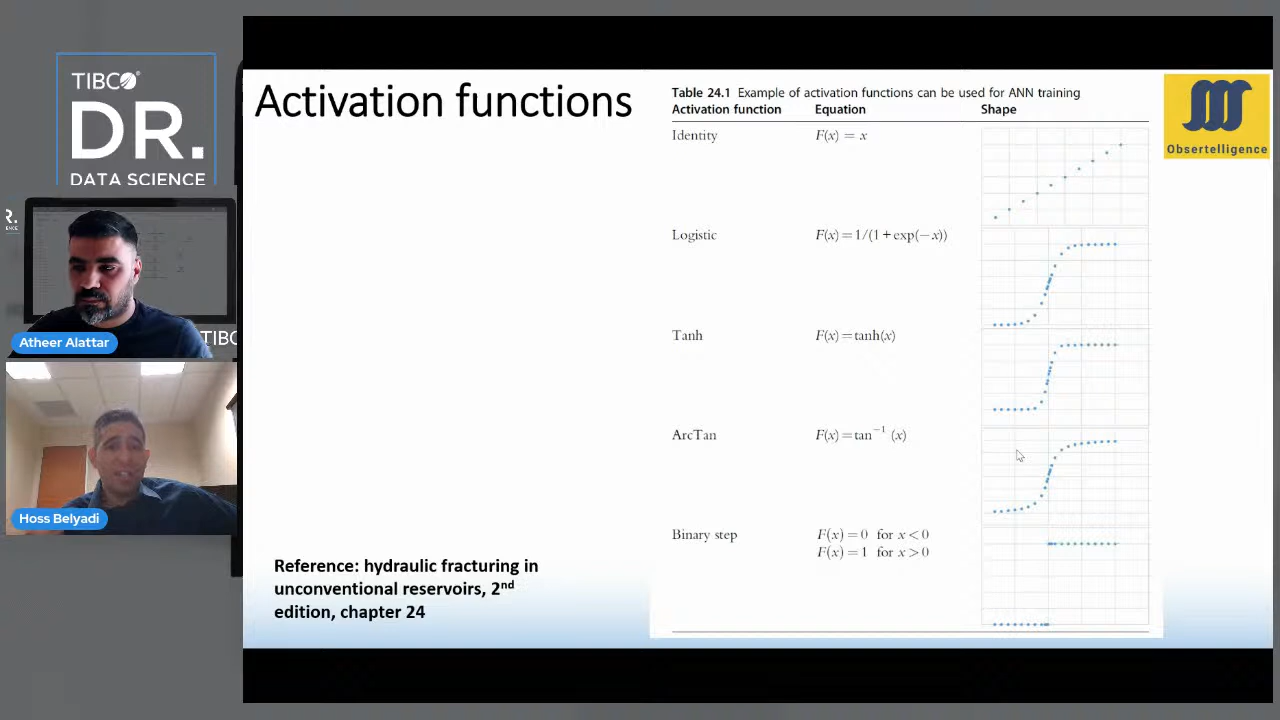 TIBCO®
DR.
DATA SCIENCE
R.
TIBC
Atheer Alattar
Hoss Belyadi
Activation functions
Reference: hydraulic fracturing in
unconventional reservoirs, 2nd
edition, chapter 24
Table 24.1 Example of activation functions can be used for ANN training
Activation function Equation Shape
Identity F(x) = x
Logistic F(x)=1/(1+exp(−x))
Tanh F(x)=tanh(x)
ArcTan F(x)=tan⁻¹ (x)
Binary step F(x)=0 for x<0
F(x)=1 for x>0
Obsertelligence